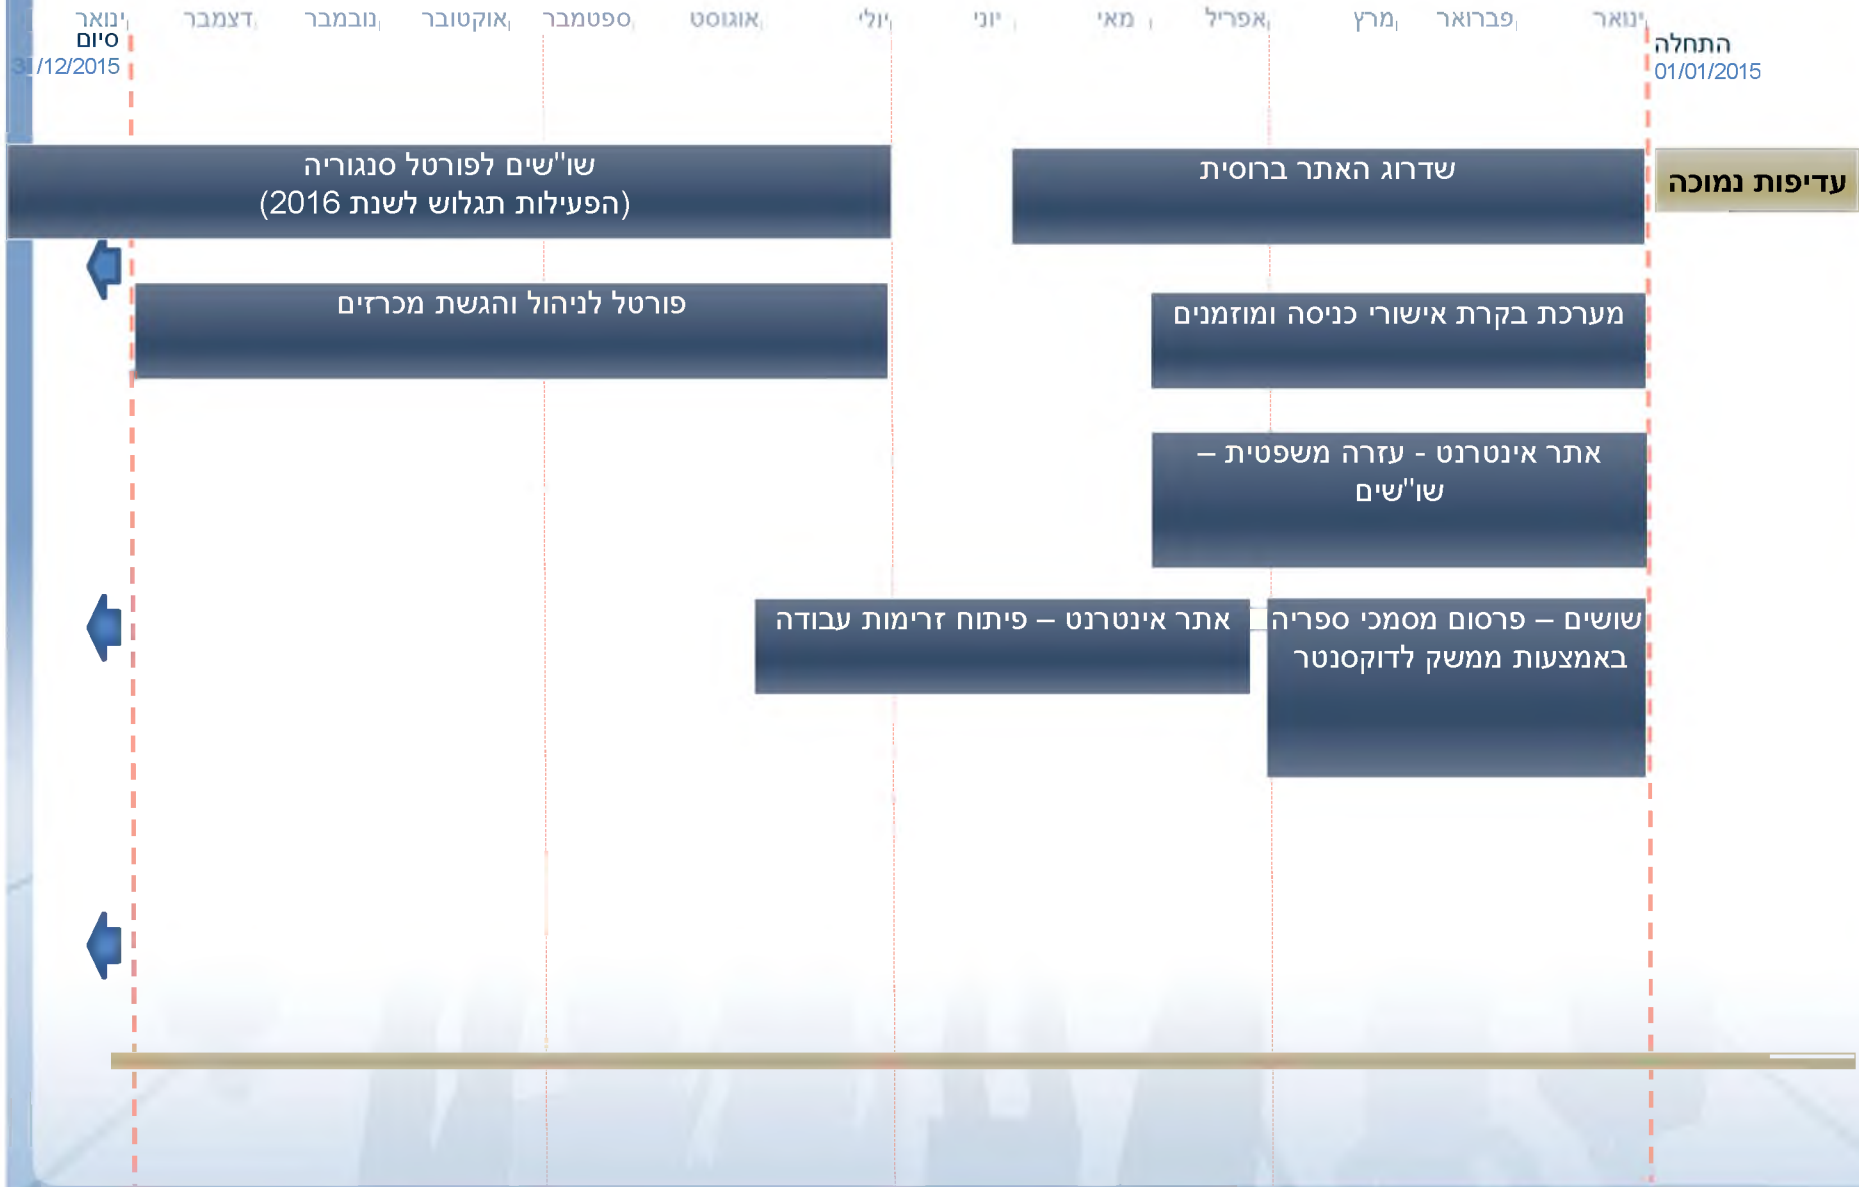 ינואר פברואר מרץ אפריל מאי יוני יולי אוגוסט ספטמבר אוקטובר נובמבר דצמבר ינואר
התחלה
01/01/2015
סיום
31/12/2015
עדיפות נמוכה
שדרוג האתר ברוסית
שו"שים לפורטל סנגוריה
(הפעילות תגלוש לשנת 2016)
מערכת בקרת אישורי כניסה ומוזמנים
פורטל לניהול והגשת מכרזים
אתר אינטרנט - עזרה משפטית –
שו"שים
שושים – פרסום מסמכי ספריה
באמצעות ממשק לדוקסנטר
אתר אינטרנט – פיתוח זרימות עבודה